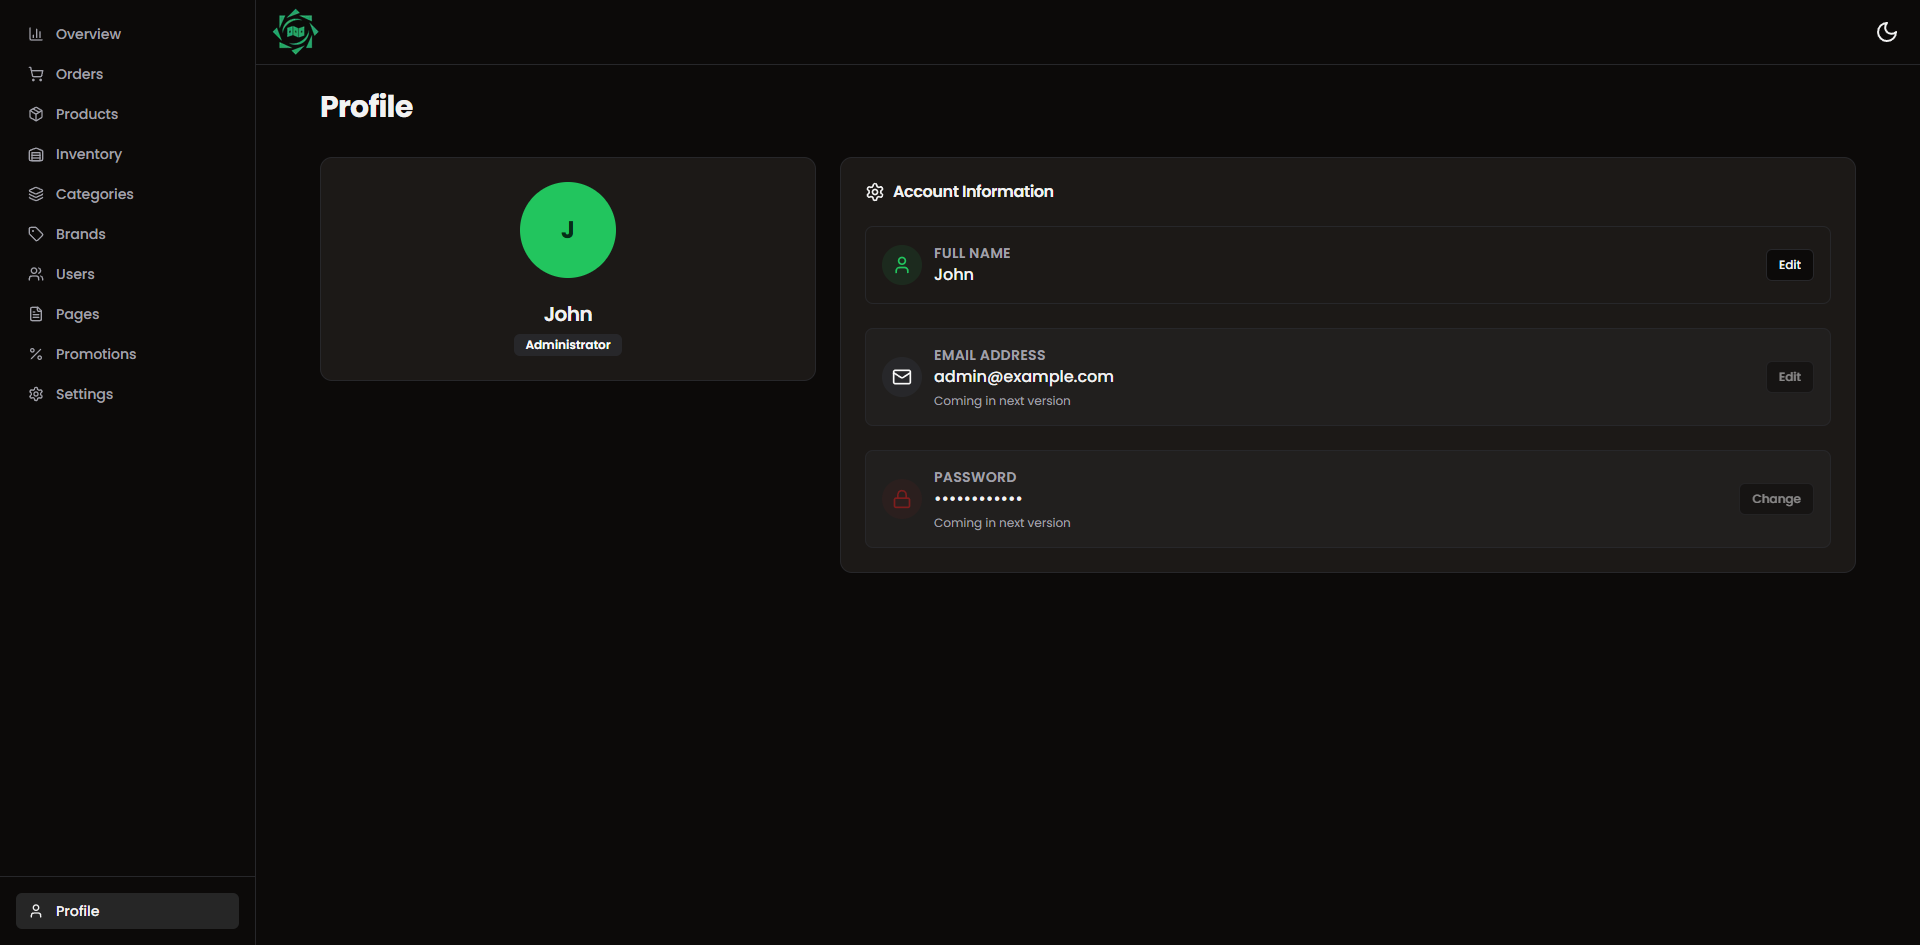 Overview
Orders
Products
Inventory
Categories
Brands
Users
Pages
Promotions
Settings
Profile
Profile
J
John
Administrator
Account Information
FULL NAME
John
Edit
EMAIL ADDRESS
admin@example.com
Coming in next version
Edit
PASSWORD
••••••••••••
Coming in next version
Change